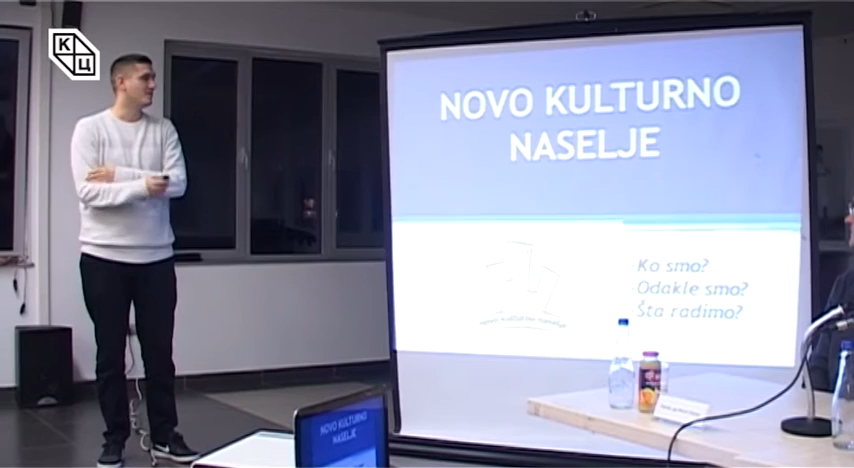 К
Ц
NOVO KULTURNO
NASELJE
Ko smo?
Odakle smo?
Šta radimo?
NOVO KULTURNO
NASELJE